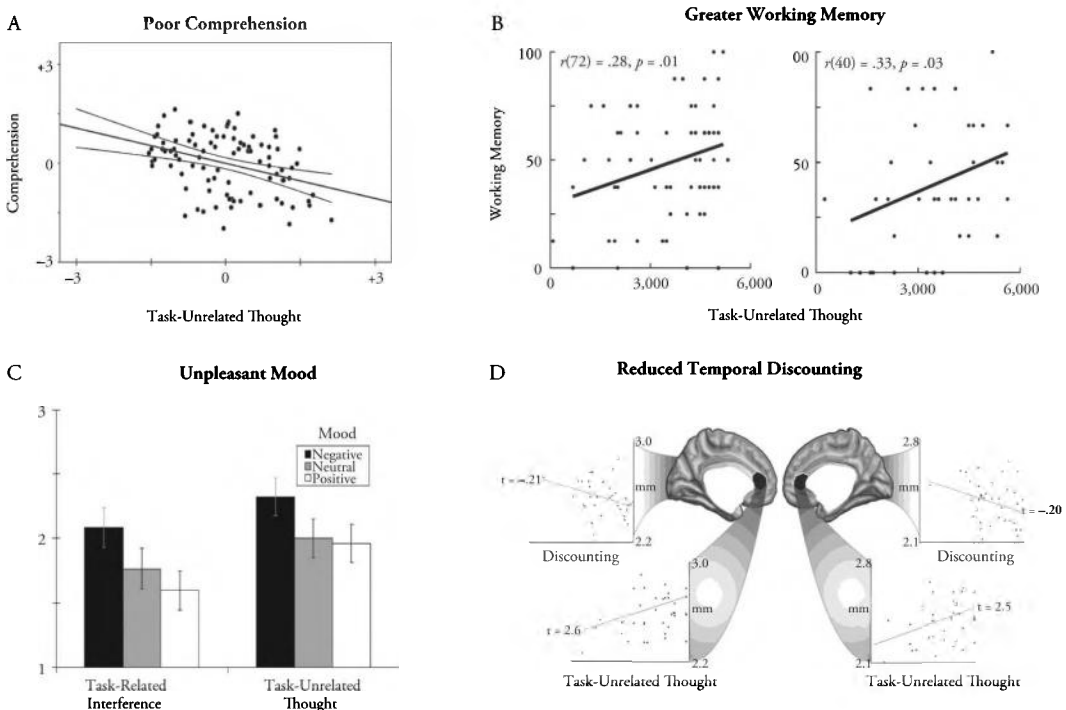 A
Poor Comprehension
+3
0
−3
Comprehension
−3
0
+3
Task-Unrelated Thought
B
Greater Working Memory
100
50
0
Working Memory
r(72) = .28, p = .01
0
3,000
6,000
00
50
0
r(40) = .33, p = .03
0
3,000
6,000
Task-Unrelated Thought
C
Unpleasant Mood
3
2
1
Mood
Negative
Neutral
Positive
Task-Related
Interference
Task-Unrelated
Thought
D
Reduced Temporal Discounting
3.0
mm
2.2
t = −.21
Discounting
2.8
mm
2.1
t = −.20
Discounting
3.0
mm
2.2
t = 2.6
Task-Unrelated Thought
2.8
mm
2.1
t = 2.5
Task-Unrelated Thought